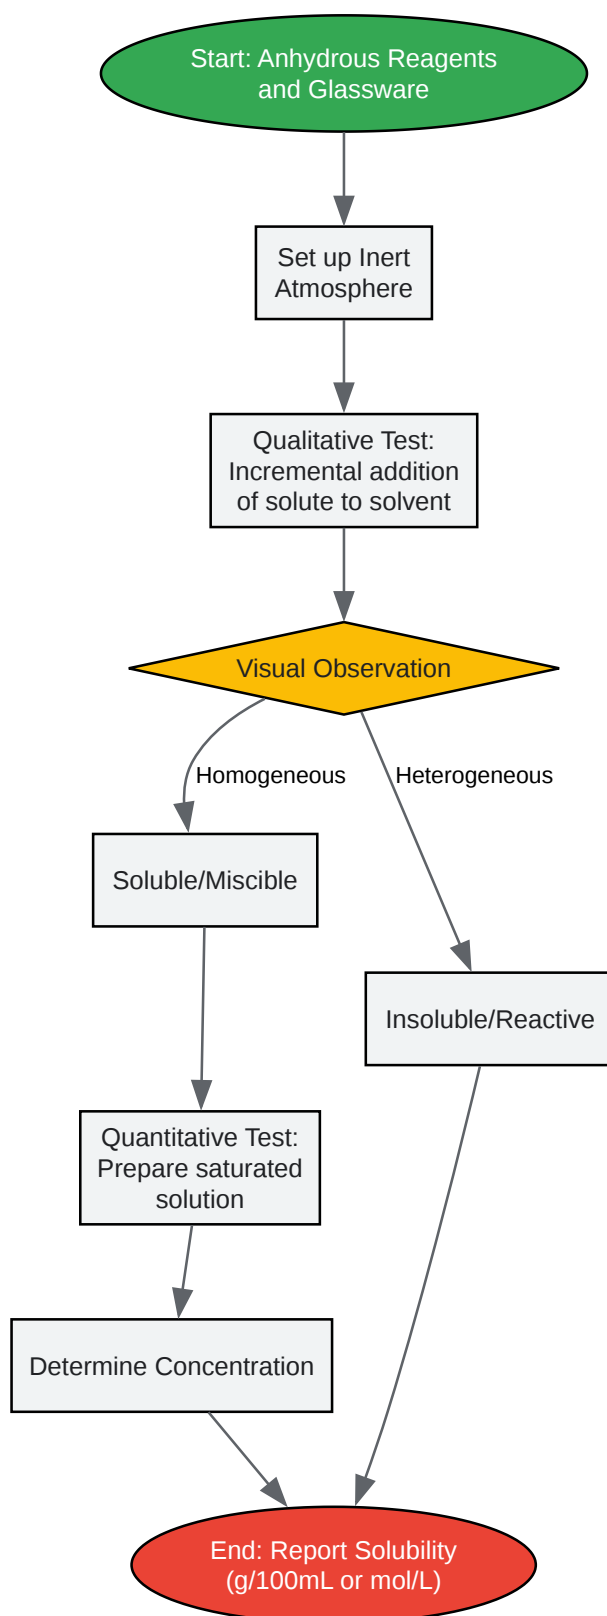 Start: Anhydrous Reagents
and Glassware
Set up Inert
Atmosphere
Qualitative Test:
Incremental addition
of solute to solvent
Visual Observation
Homogeneous
Heterogeneous
Soluble/Miscible
Insoluble/Reactive
Quantitative Test:
Prepare saturated
solution
Determine Concentration
End: Report Solubility
(g/100mL or mol/L)